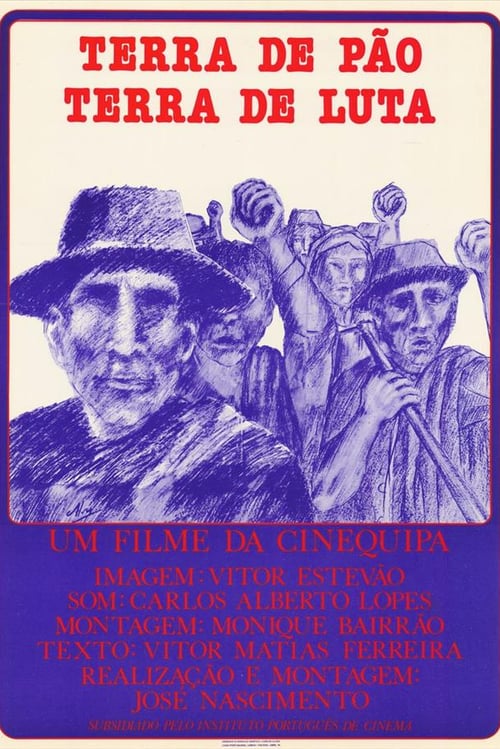 TERRA DE PÃO
TERRA DE LUTA
UM FILME DA CINEQUIPA
IMAGEM: VITOR ESTEVÃO
SOM: CARLOS ALBERTO LOPES
MONTAGEM: MONIQUE BAIRRÃO
TEXTO: VITOR MATIAS FERREIRA
REALIZAÇÃO E MONTAGEM:
JOSÉ NASCIMENTO
SUBSIDIADO PELO INSTITUTO PORTUGUÊS DE CINEMA